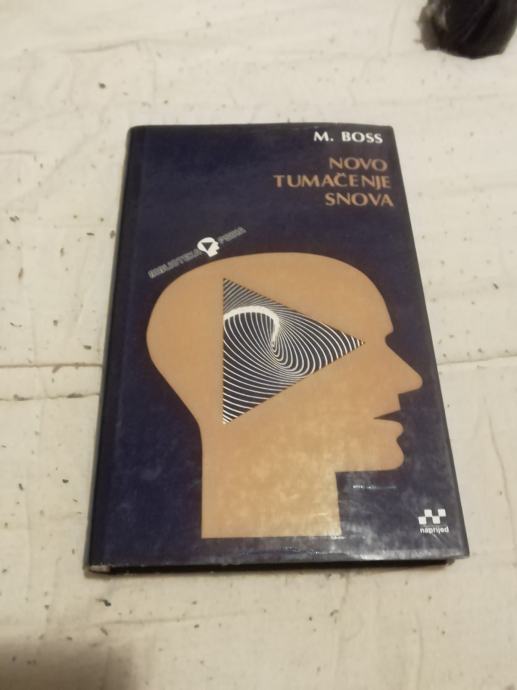 M. BOSS
NOVO
TUMAČENJE
SNOVA
BIBLIOTEKA PSIHA
naprijed